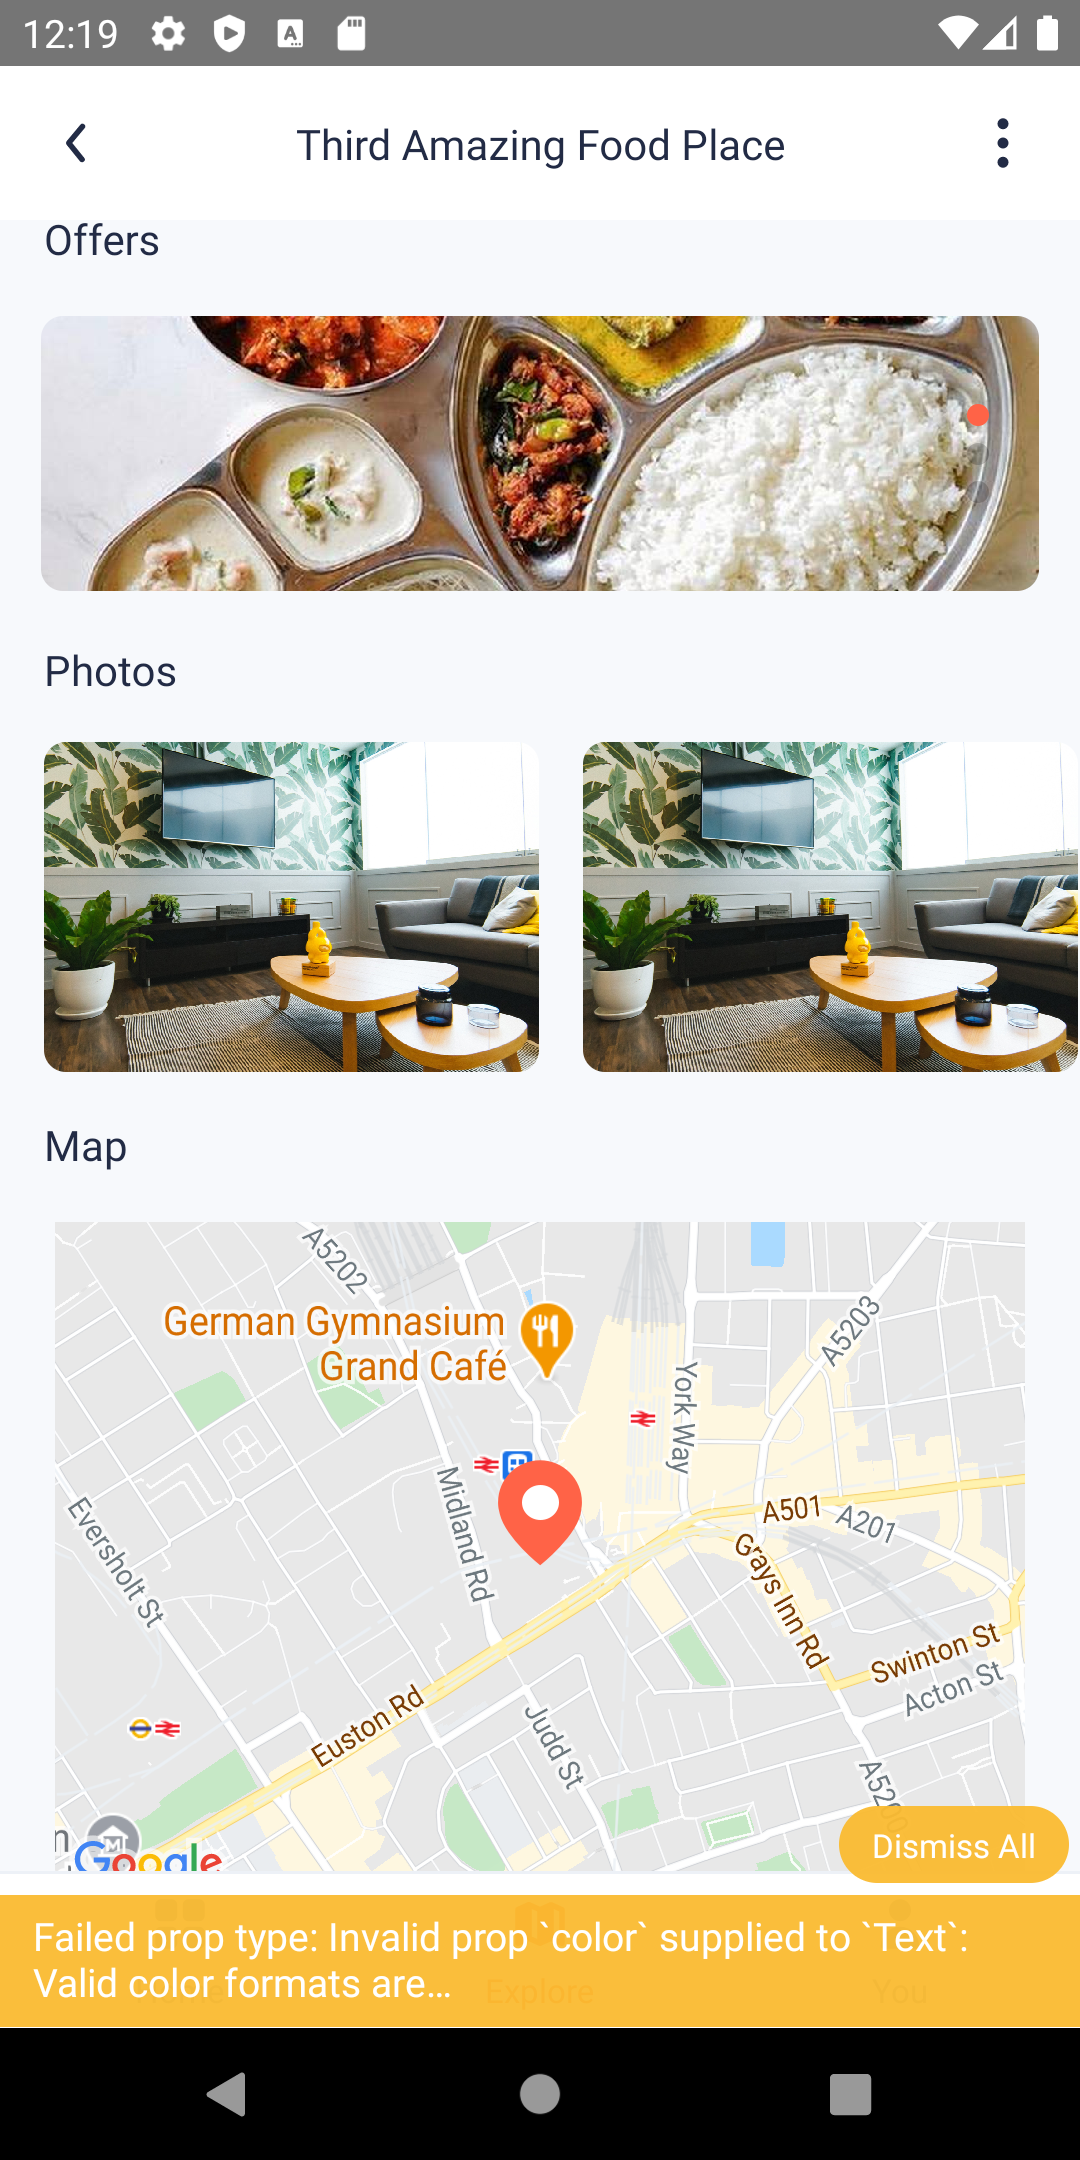 12:19
Third Amazing Food Place
Offers
Photos
Map
A5202
German Gymnasium
Grand Café
A5203
York Way
Midland Rd
A501
A201
Eversholt St
Grays Inn Rd
Swinton St
Acton St
Euston Rd
Judd St
A5200
Google
Dismiss All
Failed prop type: Invalid prop `color` supplied to `Text`:
Valid color formats are…
Explore
You